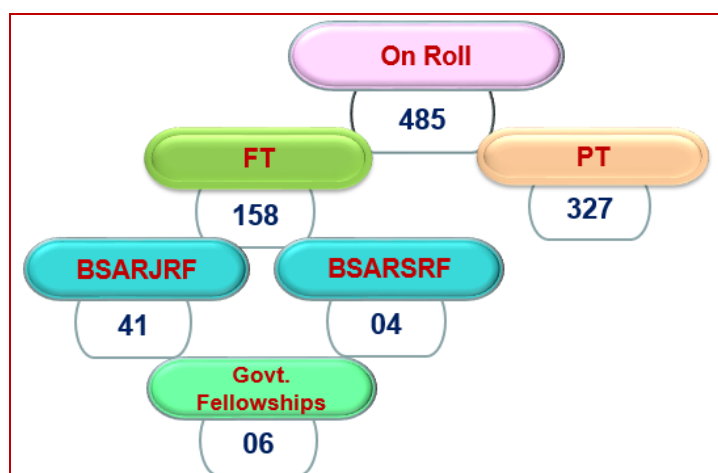 On Roll
485
FT
PT
158
327
BSARJRF
BSARSRF
41
04
Govt.
Fellowships
06